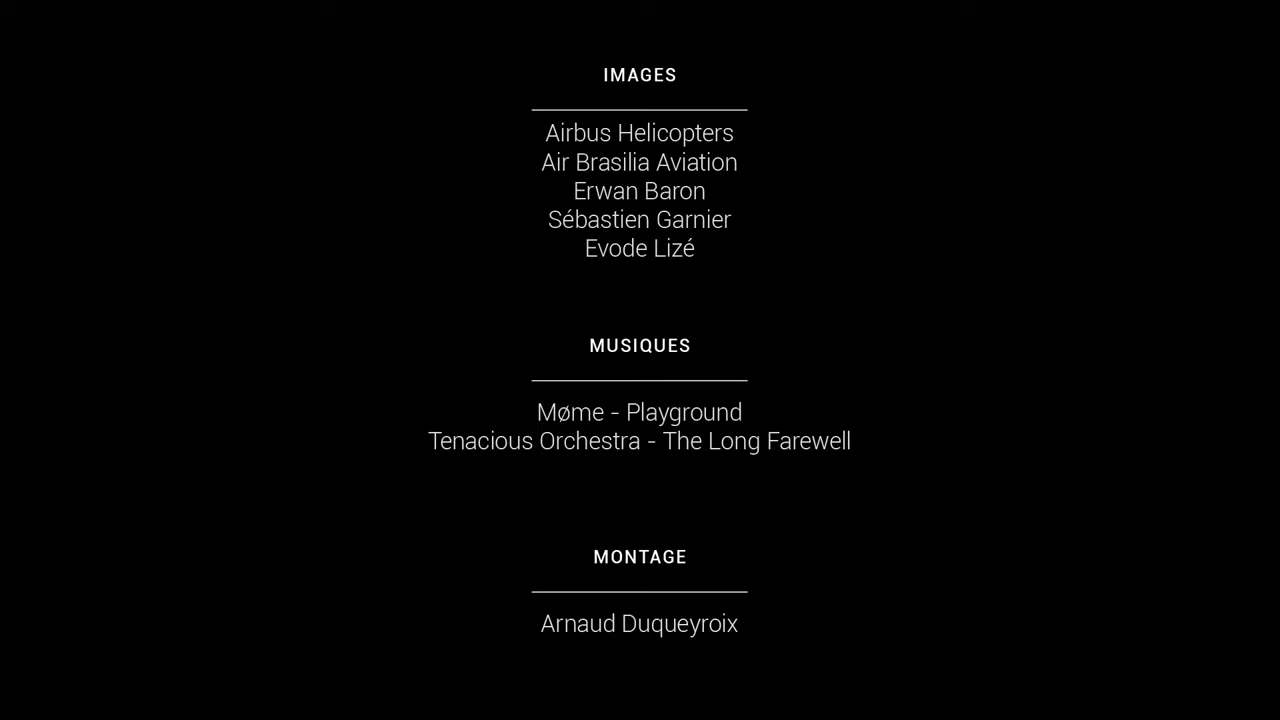 IMAGES
Airbus Helicopters
Air Brasilia Aviation
Erwan Baron
Sébastien Garnier
Evode Lizé
MUSIQUES
Møme - Playground
Tenacious Orchestra - The Long Farewell
MONTAGE
Arnaud Duqueyroix